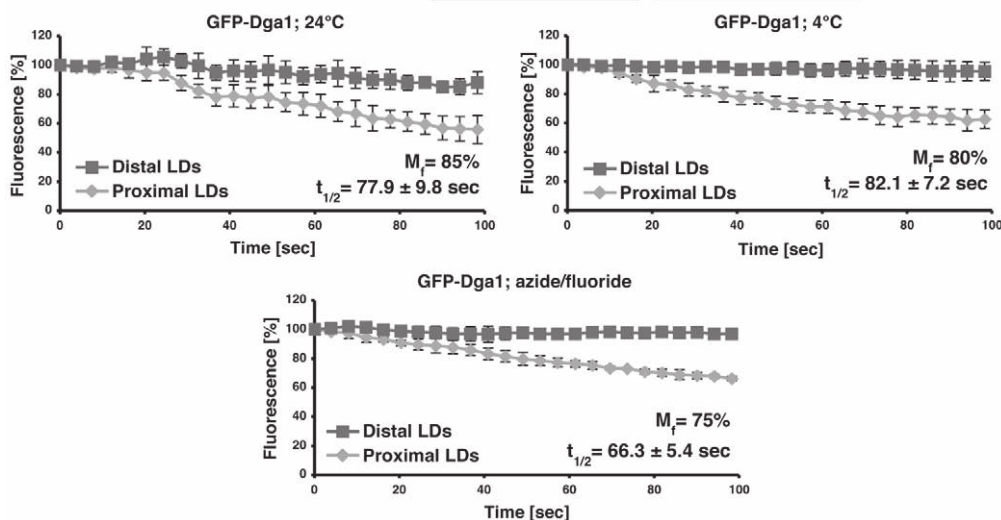 GFP-Dga1; 24°C
Fluorescence [%]
120
100
80
60
40
20
0
Distal LDs
Proximal LDs
Mf= 85%
t1/2= 77.9 ± 9.8 sec
0 20 40 60 80 100
Time [sec]
GFP-Dga1; 4°C
Fluorescence [%]
120
100
80
60
40
20
0
Distal LDs
Proximal LDs
Mf= 80%
t1/2= 82.1 ± 7.2 sec
0 20 40 60 80 100
Time [sec]
GFP-Dga1; azide/fluoride
Fluorescence [%]
120
100
80
60
40
20
0
Distal LDs
Proximal LDs
Mf= 75%
t1/2= 66.3 ± 5.4 sec
0 20 40 60 80 100
Time [sec]